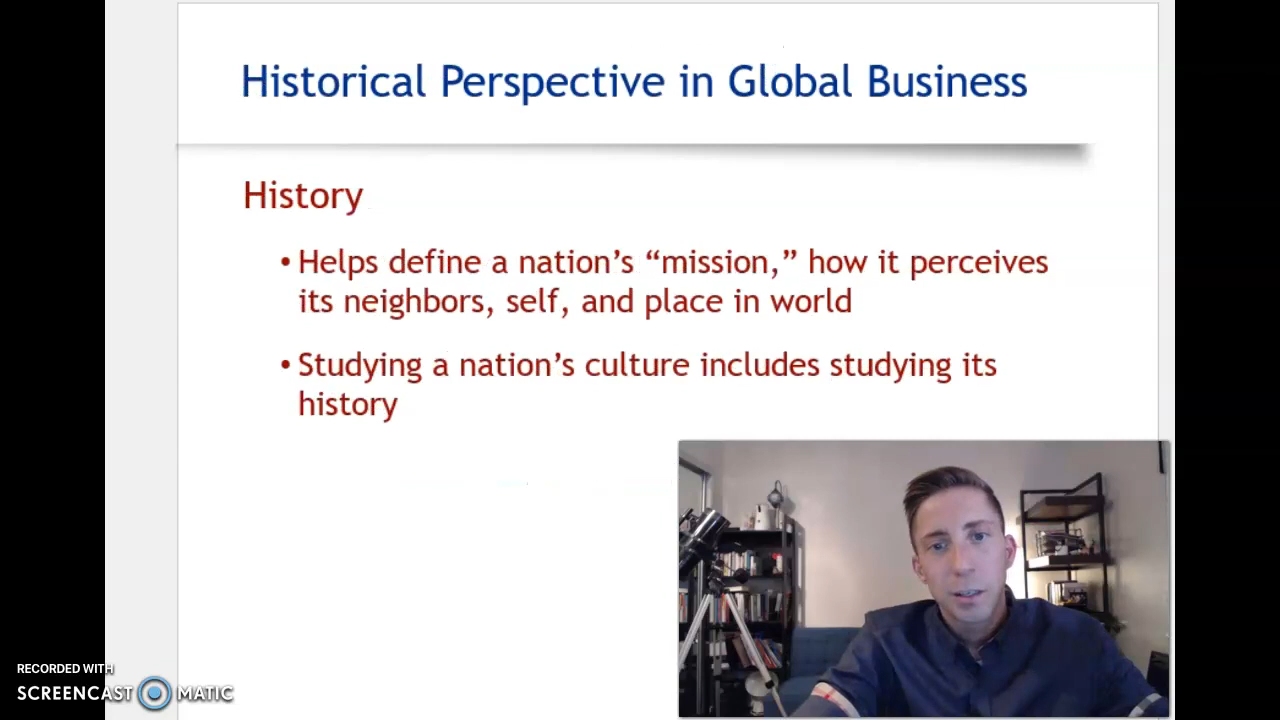 Historical Perspective in Global Business
History
• Helps define a nation’s “mission,” how it perceives
its neighbors, self, and place in world
• Studying a nation’s culture includes studying its
history
RECORDED WITH
SCREENCAST MATIC